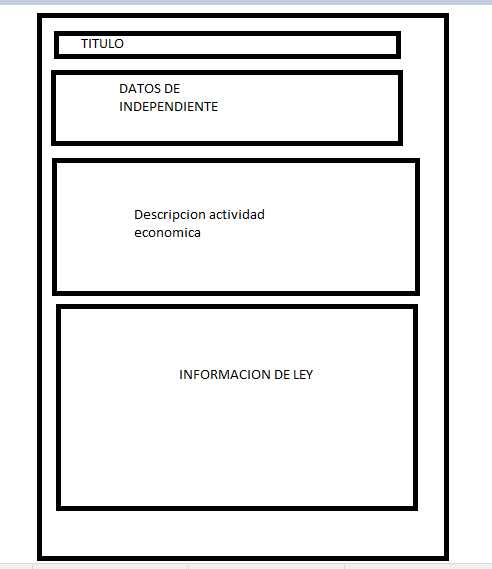 TITULO
DATOS DE
INDEPENDIENTE
Descripcion actividad
economica
INFORMACION DE LEY